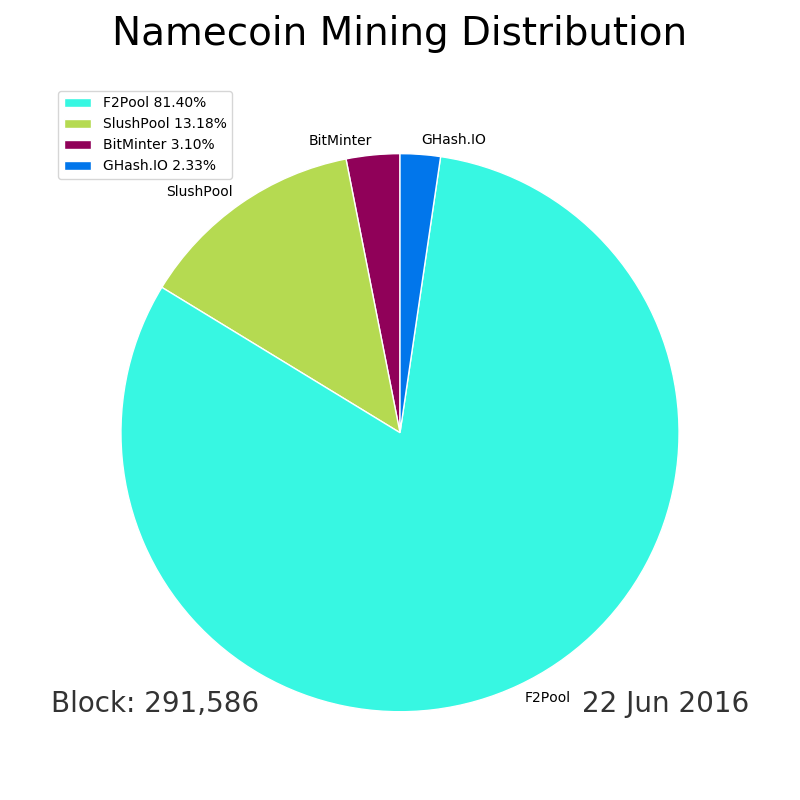 Namecoin Mining Distribution
F2Pool 81.40%
SlushPool 13.18%
BitMinter 3.10%
GHash.IO 2.33%
BitMinter
GHash.IO
SlushPool
F2Pool
Block: 291,586
22 Jun 2016